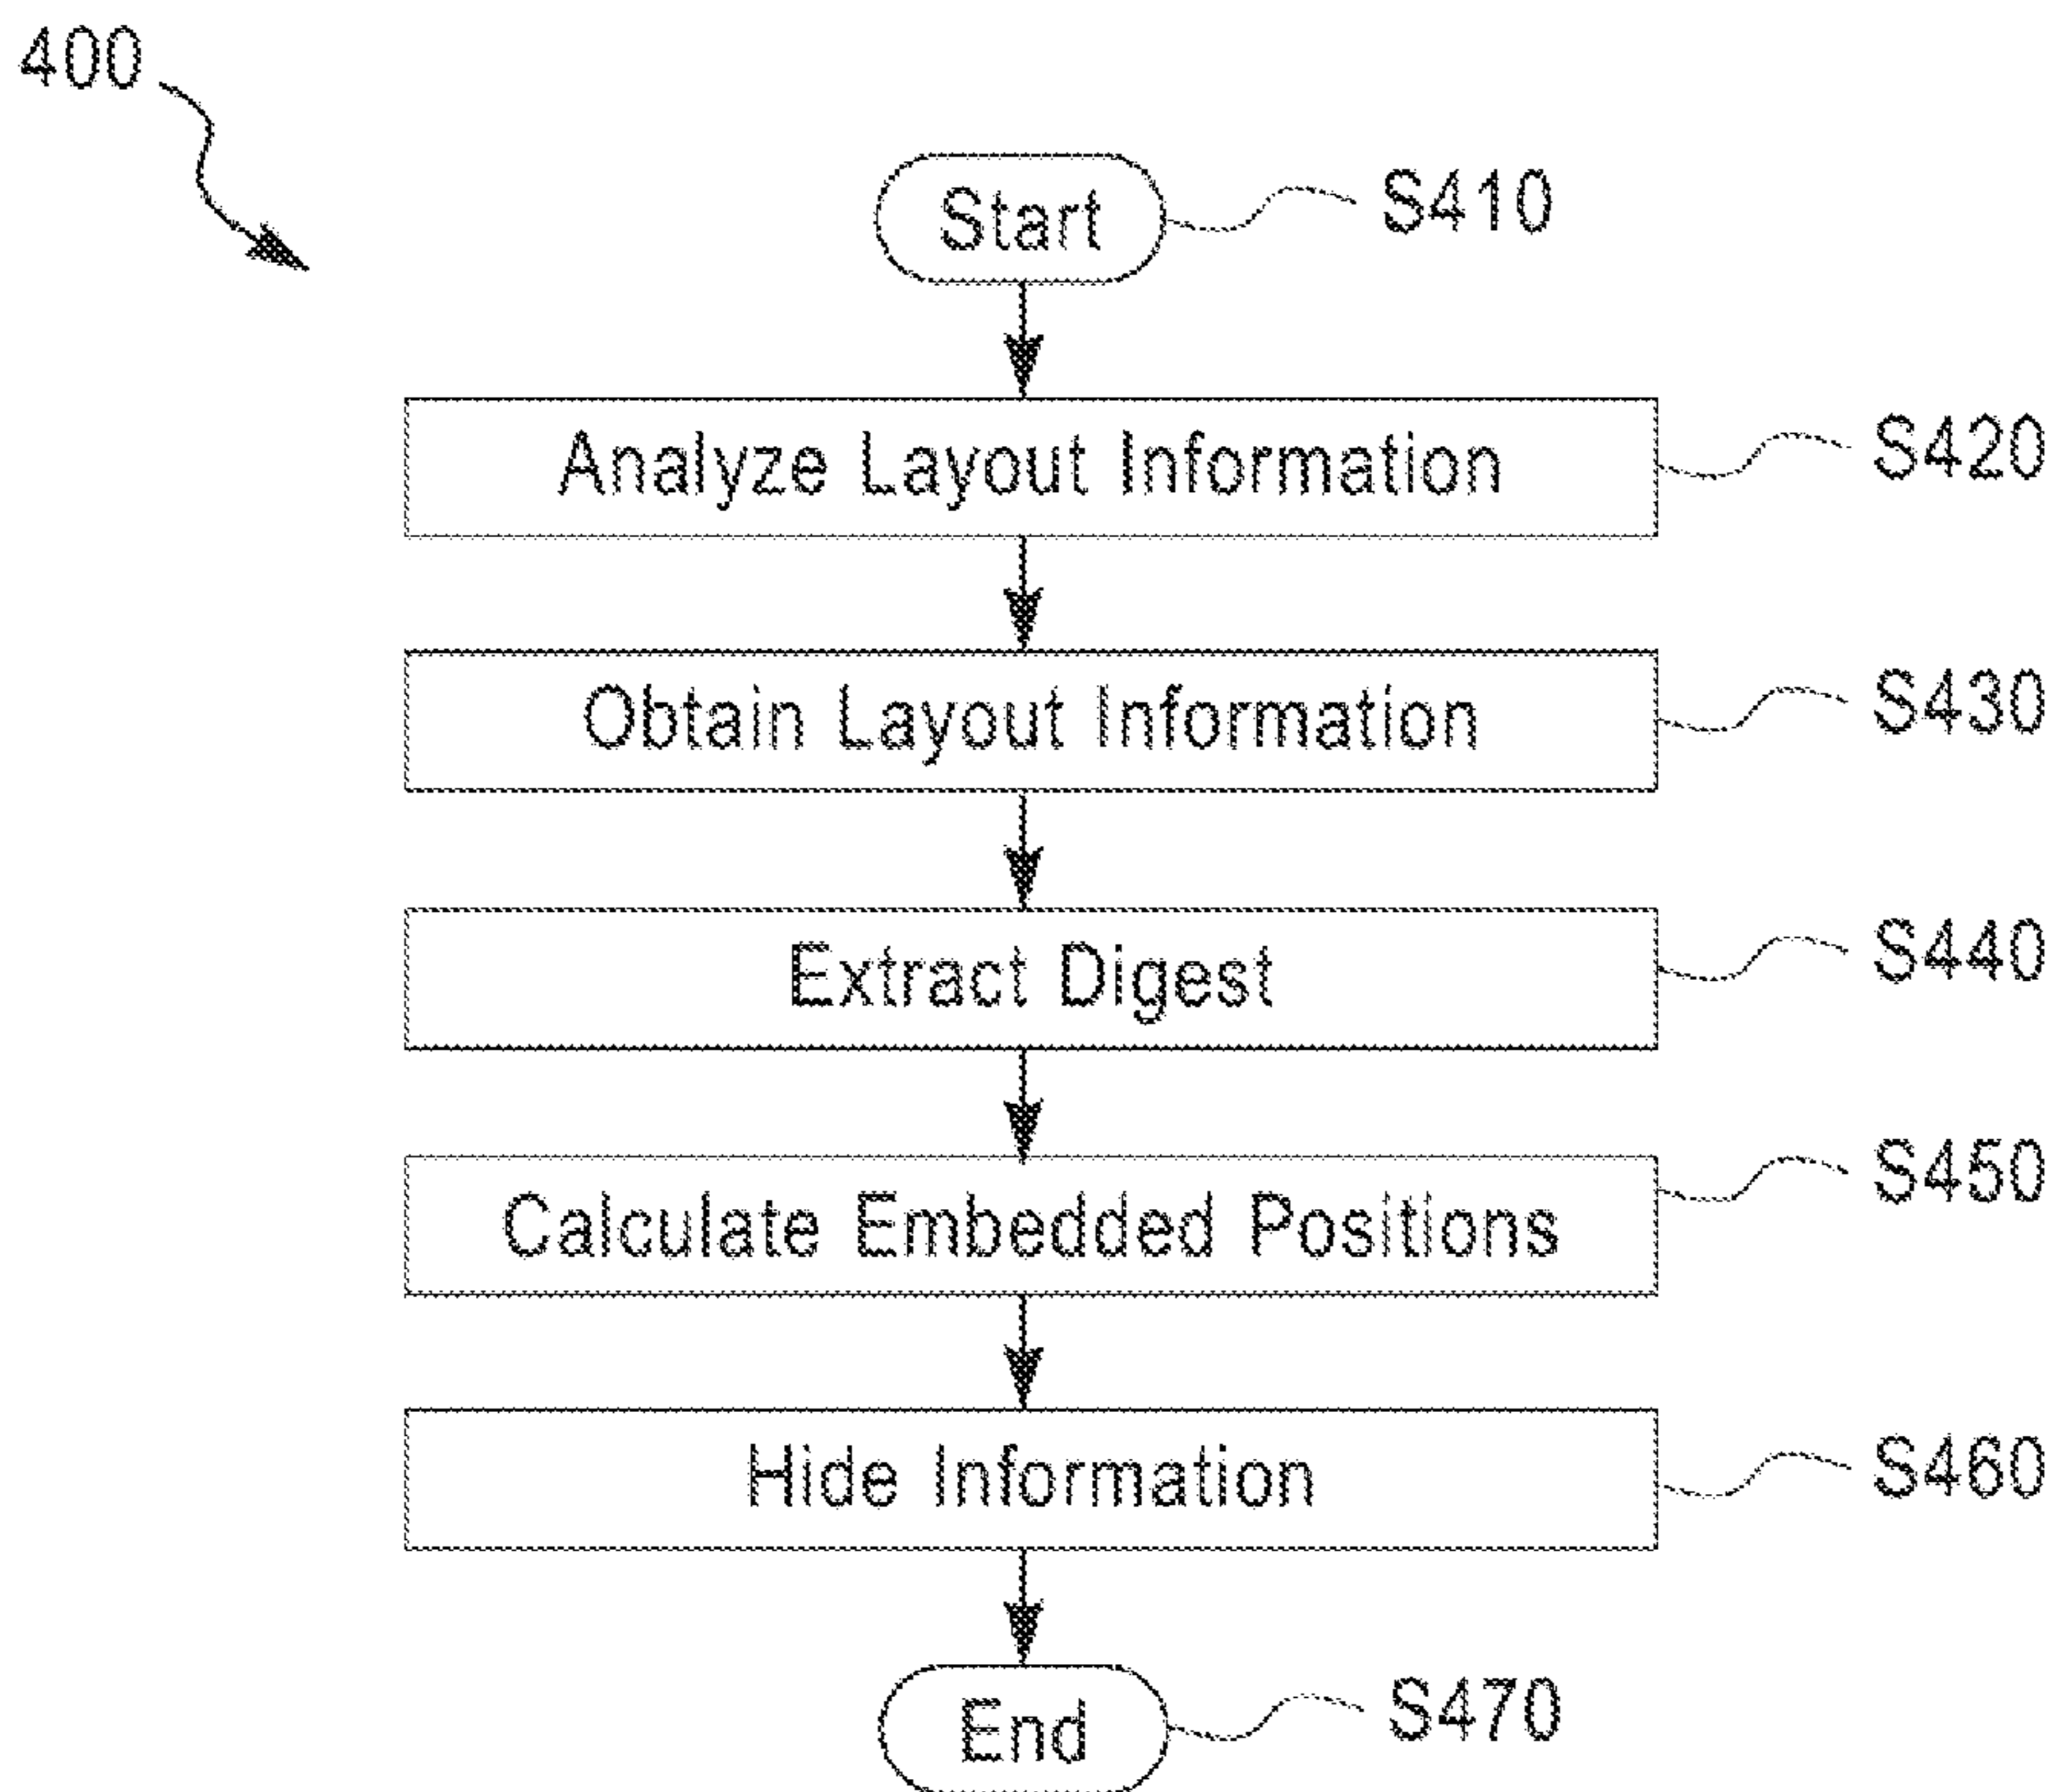 400
Start S410
Analyze Layout Information S420
Obtain Layout Information S430
Extract Digest S440
Calculate Embedded Positions S450
Hide Information S460
End S470